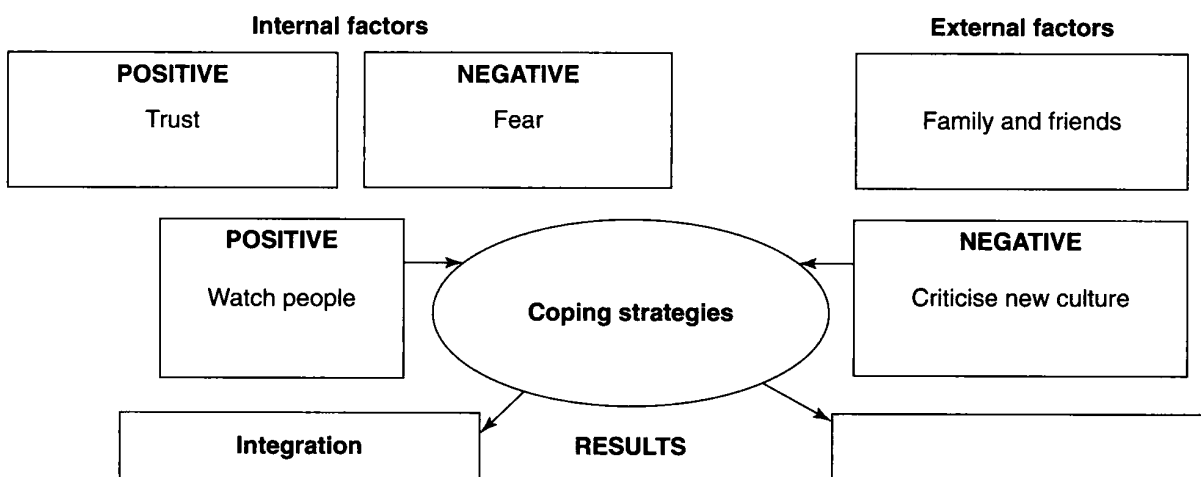 Internal factors
External factors
POSITIVE
Trust
NEGATIVE
Fear
Family and friends
POSITIVE
Watch people
Coping strategies
NEGATIVE
Criticise new culture
Integration
RESULTS